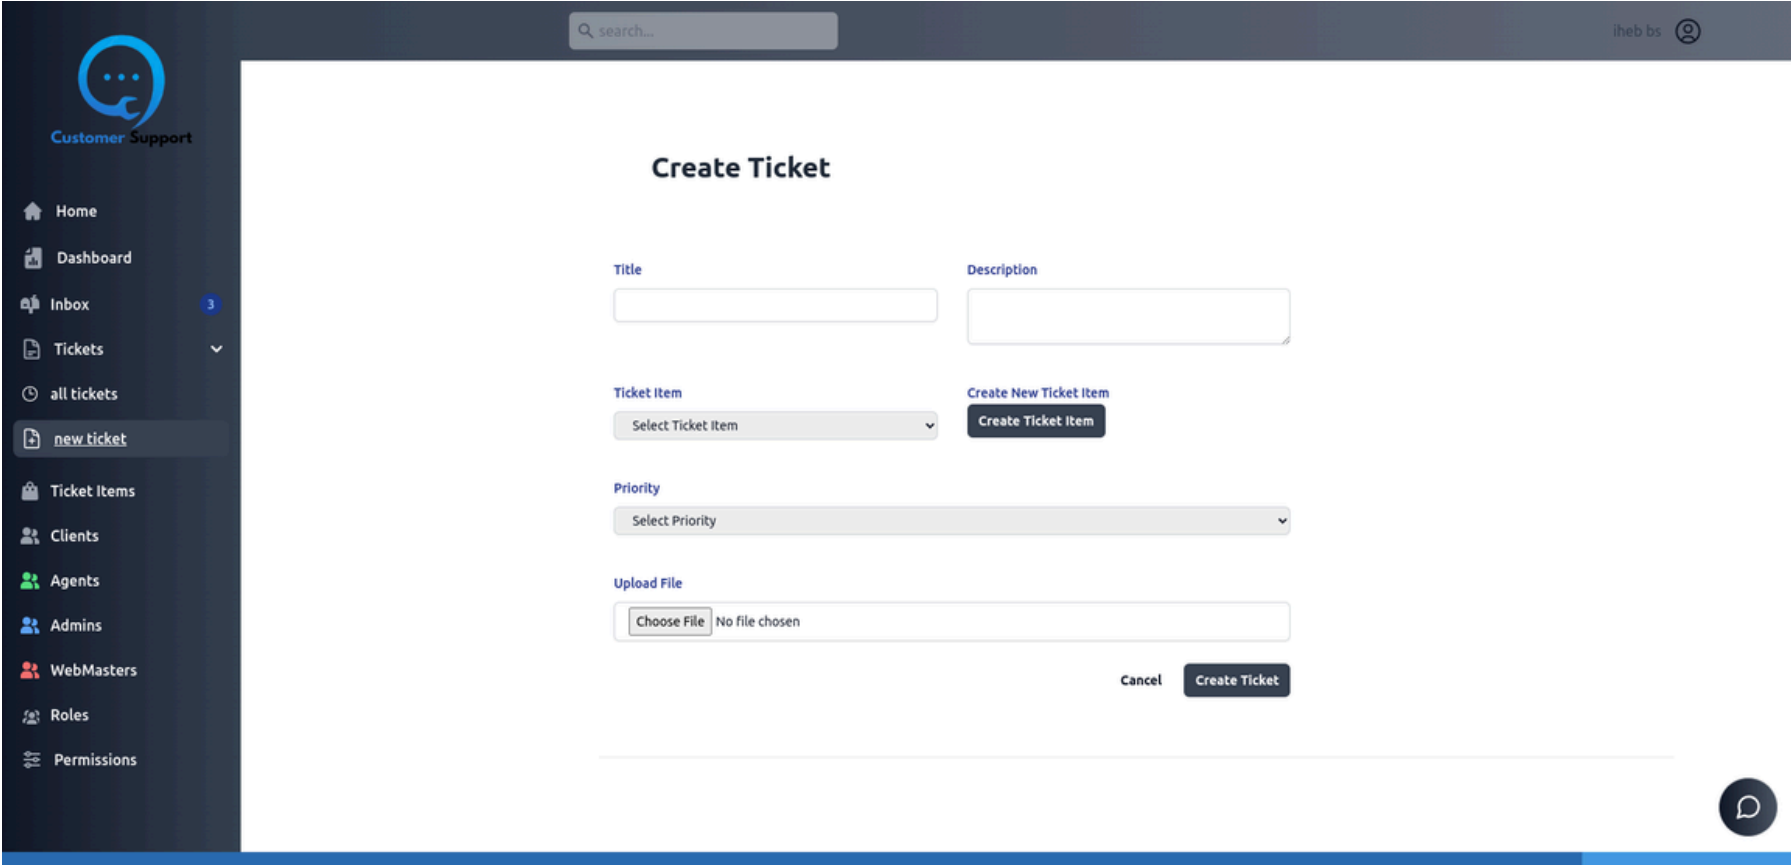 search...
iheb bs
Customer Support
Home
Dashboard
Inbox 3
Tickets
all tickets
new ticket
Ticket Items
Clients
Agents
Admins
WebMasters
Roles
Permissions
Create Ticket
Title
Description
Ticket Item
Create New Ticket Item
Select Ticket Item
Create Ticket Item
Priority
Select Priority
Upload File
Choose File No file chosen
Cancel
Create Ticket